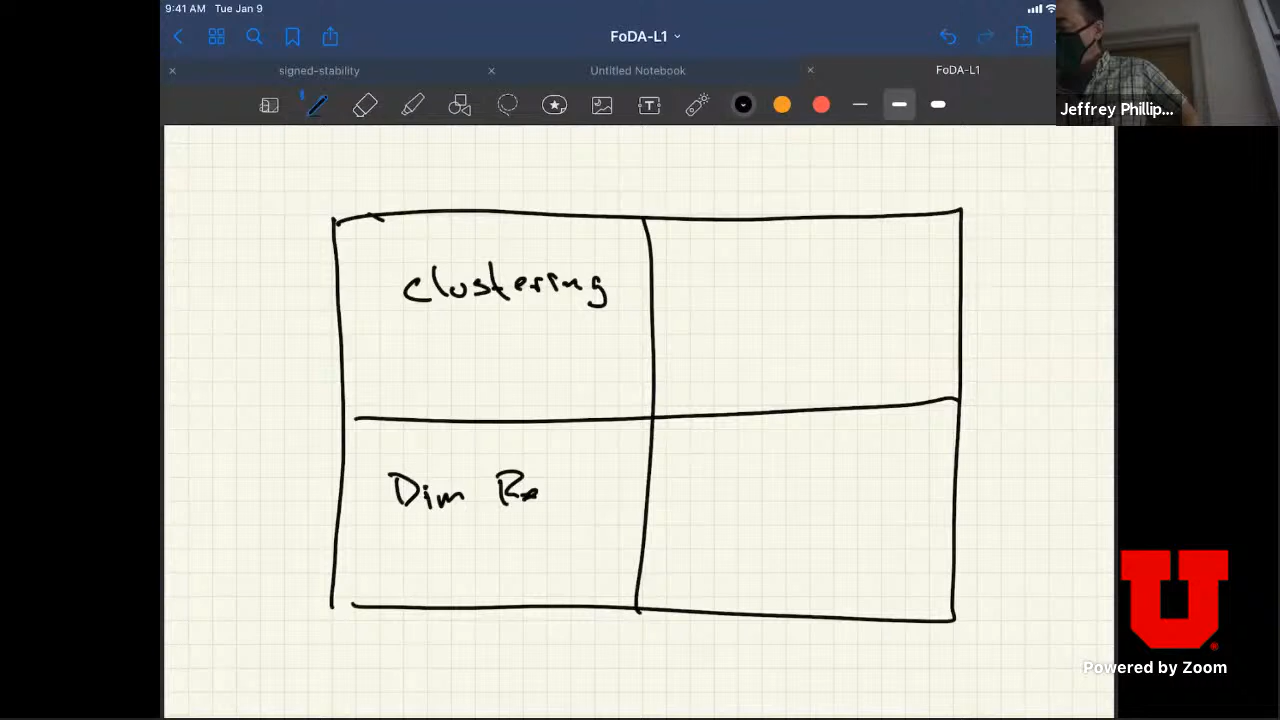 9:41 AM Tue Jan 9
FoDA-L1
signed-stability
Untitled Notebook
FoDA-L1
Jeffrey Phillip...
Clustering
Dim Re
U
Powered by Zoom